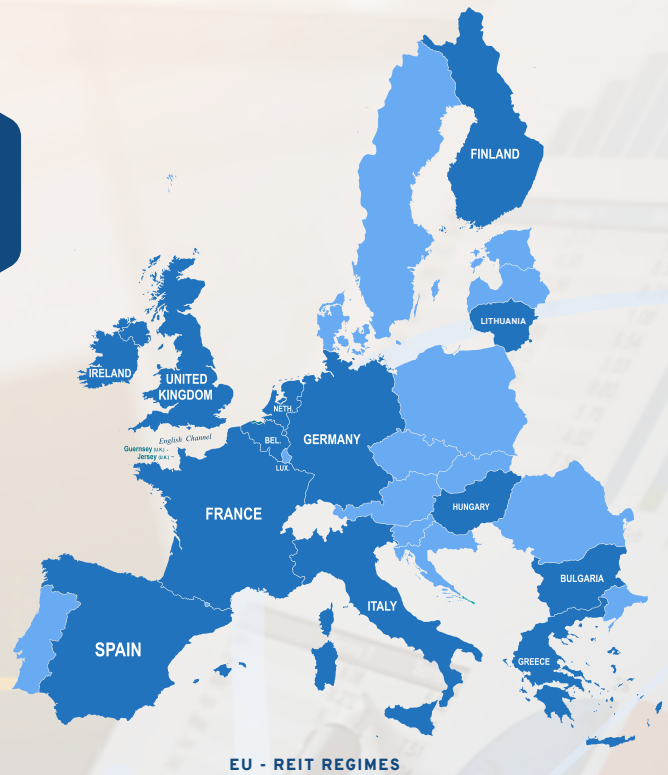 FINLAND
LITHUANIA
IRELAND
UNITED
KINGDOM
NETH.
English Channel
Guernsey (U.K.)
Jersey (U.K.)
BEL.
GERMANY
LUX.
HUNGARY
FRANCE
BULGARIA
ITALY
SPAIN
GREECE
EU - REIT REGIMES